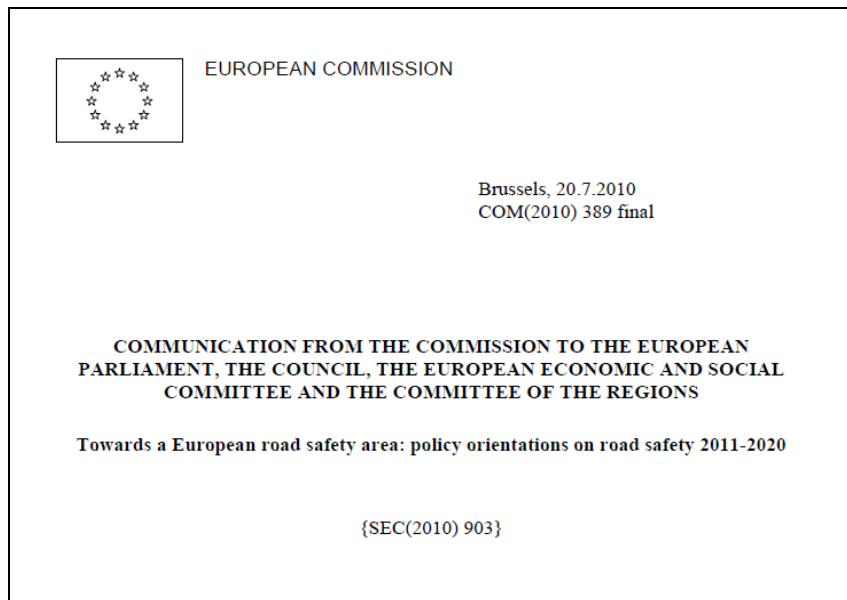 EUROPEAN COMMISSION
Brussels, 20.7.2010
COM(2010) 389 final
COMMUNICATION FROM THE COMMISSION TO THE EUROPEAN
PARLIAMENT, THE COUNCIL, THE EUROPEAN ECONOMIC AND SOCIAL
COMMITTEE AND THE COMMITTEE OF THE REGIONS
Towards a European road safety area: policy orientations on road safety 2011-2020
{SEC(2010) 903}